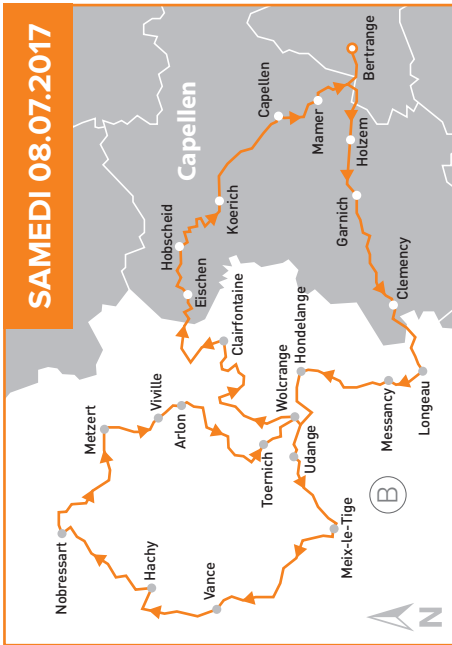 SAMEDI 08.07.2017
Capellen
Bertrange
Capellen
Mamer
Holzem
Koerich
Garnich
Hobscheid
Eischen
Clemency
Clairfontaine
Hondelange
Wolcrange
Messancy
Longeau
Metzert
Viville
Arlon
Toernich
Udange
Nobressart
Hachy
Vance
Meix-le-Tige
B
N